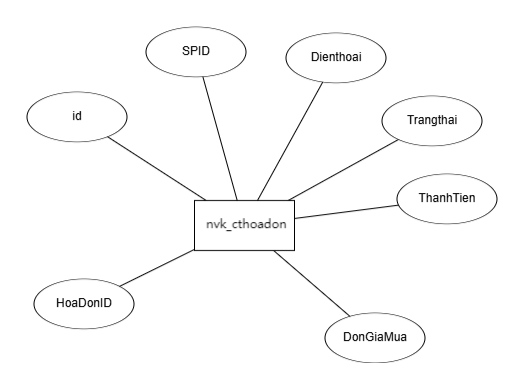 SPID
Dienthoai
id
Trangthai
ThanhTien
nvk_cthoadon
HoaDonID
DonGiaMua